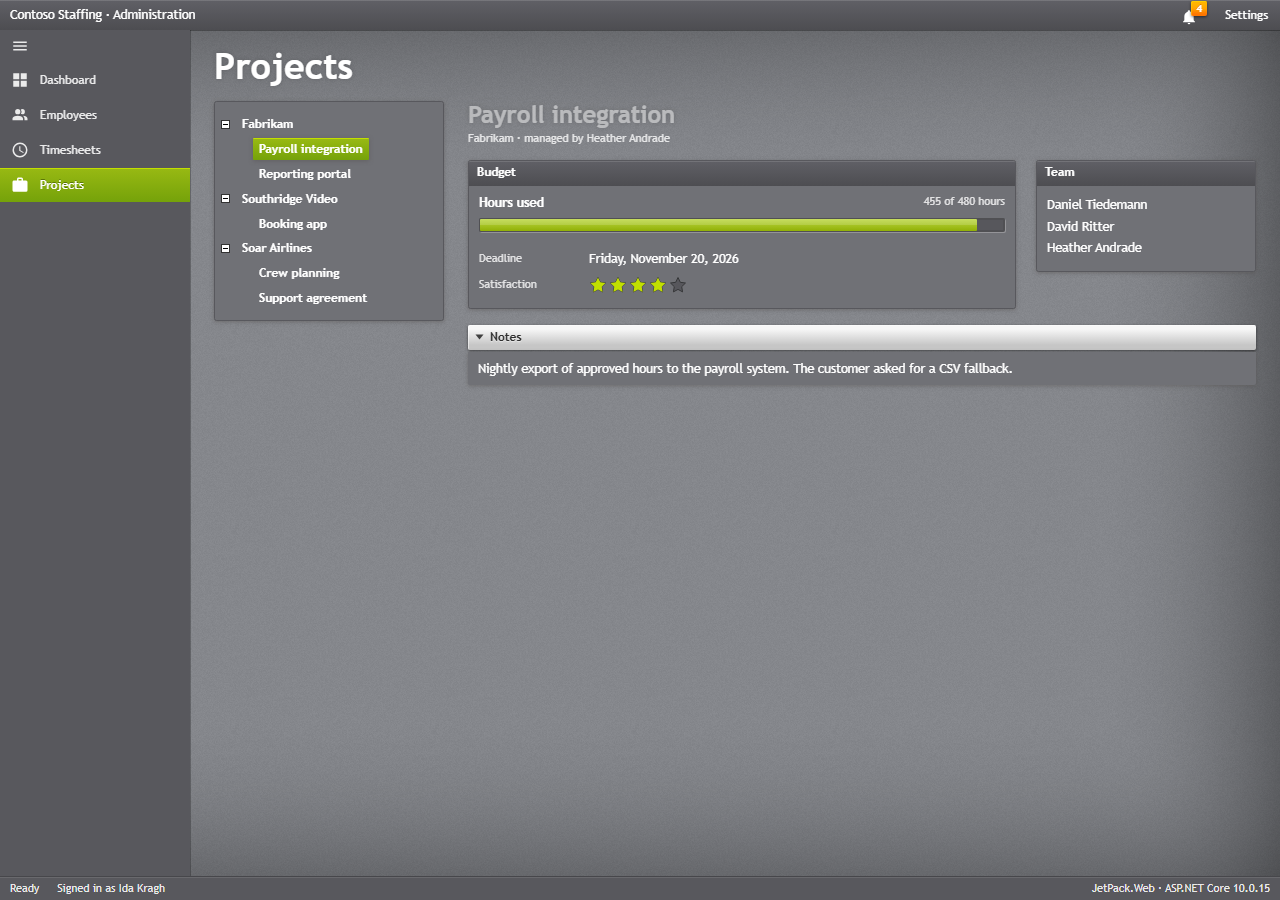 Contoso Staffing · Administration
4
Settings
Dashboard
Employees
Timesheets
Projects
Projects
Fabrikam
Payroll integration
Reporting portal
Southridge Video
Booking app
Soar Airlines
Crew planning
Support agreement
Payroll integration
Fabrikam · managed by Heather Andrade
Budget
Hours used
455 of 480 hours
Deadline
Friday, November 20, 2026
Satisfaction
Team
Daniel Tiedemann
David Ritter
Heather Andrade
Notes
Nightly export of approved hours to the payroll system. The customer asked for a CSV fallback.
Ready
Signed in as Ida Kragh
JetPack.Web · ASP.NET Core 10.0.15